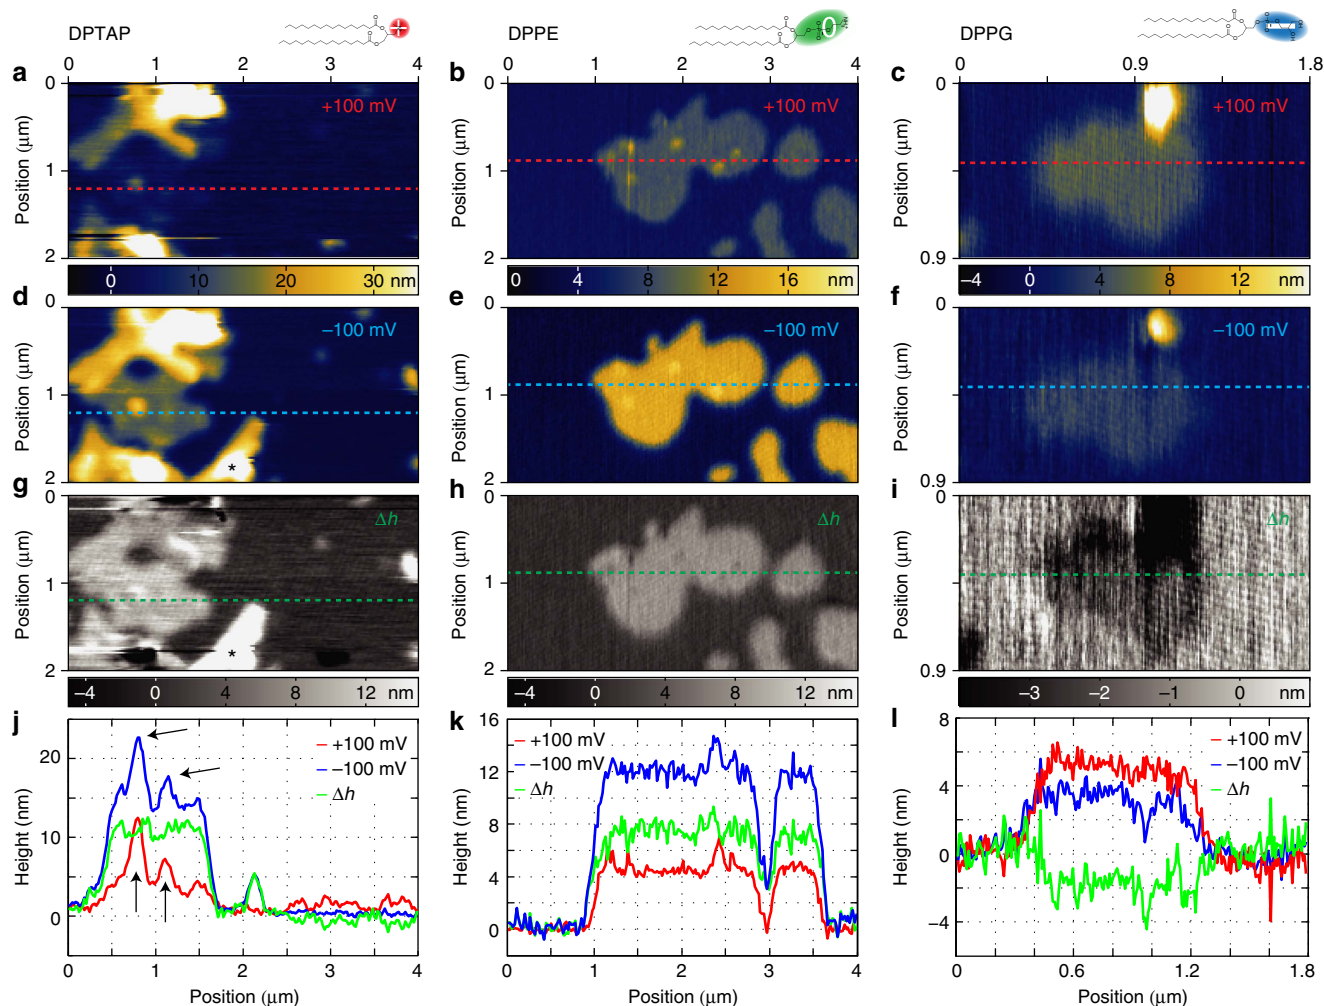 DPTAP
DPPE
DPPG
a
0 1 2 3 4
Position (μm)
0
1
2
+100 mV
0 10 20 30 nm
b
0 1 2 3 4
Position (μm)
0
1
2
+100 mV
0 4 8 12 16 nm
c
0 0.9 1.8
Position (μm)
0
0.9
+100 mV
−4 0 4 8 12 nm
d
0
1
2
Position (μm)
−100 mV
*
e
0
1
2
Position (μm)
−100 mV
f
0
0.9
Position (μm)
−100 mV
g
0
1
2
Position (μm)
Δh
*
−4 0 4 8 12 nm
h
0
1
2
Position (μm)
Δh
−4 0 4 8 12 nm
i
0
0.9
Position (μm)
Δh
−3 −2 −1 0 nm
j
Height (nm)
20
10
0
+100 mV
−100 mV
Δh
0 1 2 3 4
Position (μm)
k
Height (nm)
16
12
8
4
0
+100 mV
−100 mV
Δh
0 1 2 3 4
Position (μm)
l
Height (nm)
8
4
0
−4
+100 mV
−100 mV
Δh
0 0.6 1.2 1.8
Position (μm)